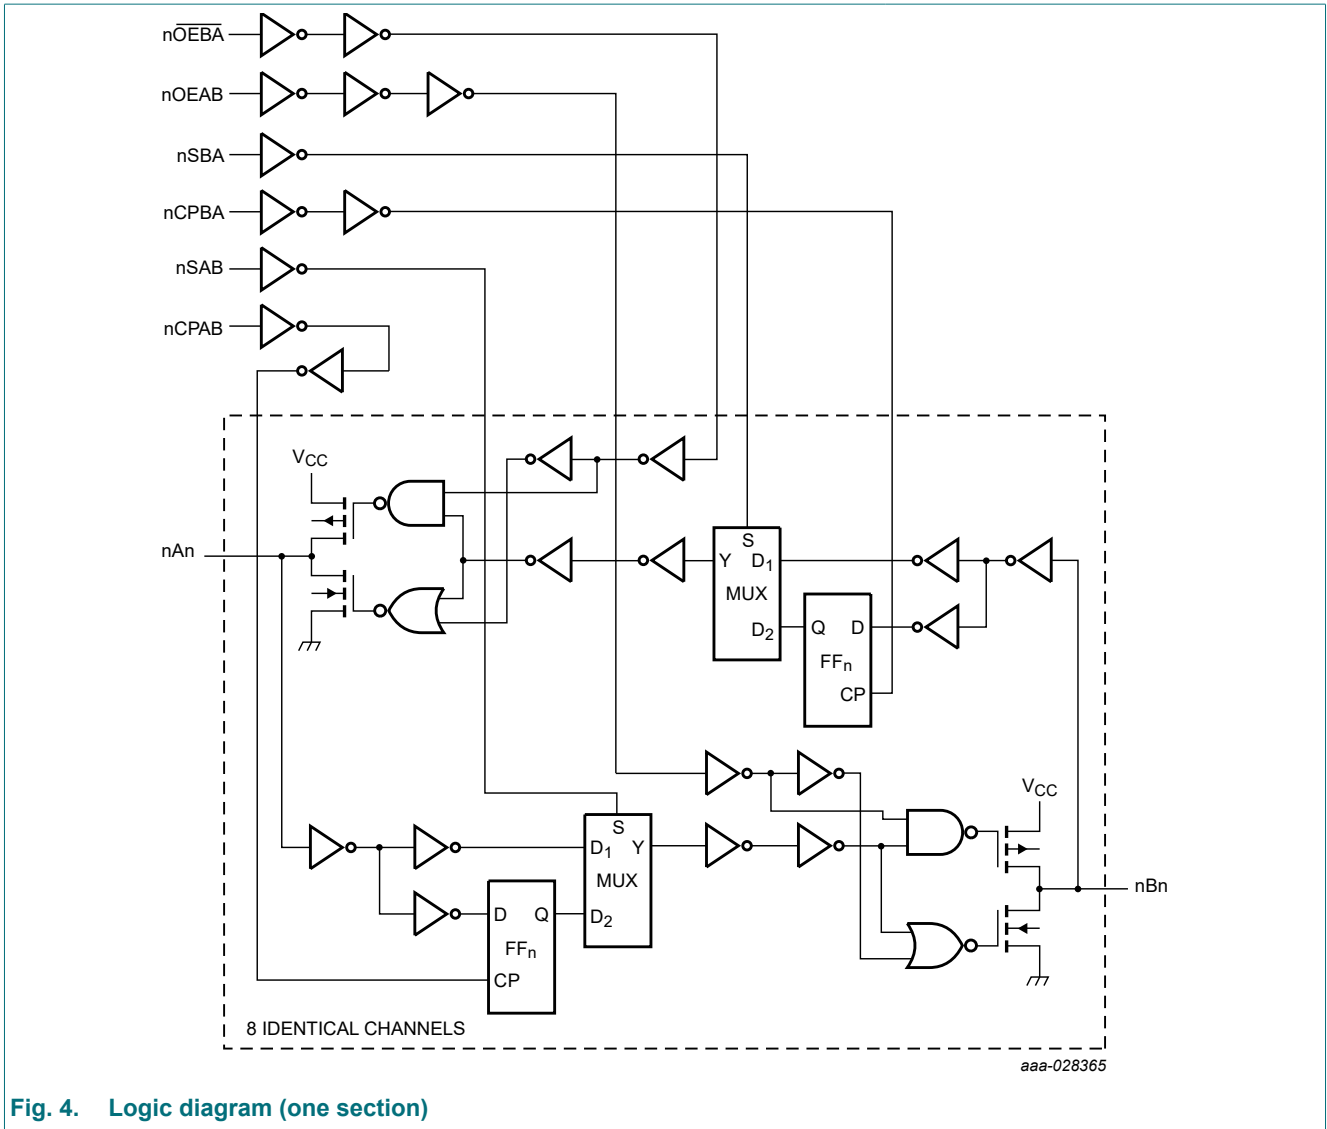 nOEBA
nOEAB
nSBA
nCPBA
nSAB
nCPAB
VCC
nAn
S
Y D1
MUX
D2
Q D
FFn
CP
VCC
S
D1 Y
MUX
D2
D Q
FFn
CP
nBn
8 IDENTICAL CHANNELS
aaa-028365
Fig. 4. Logic diagram (one section)